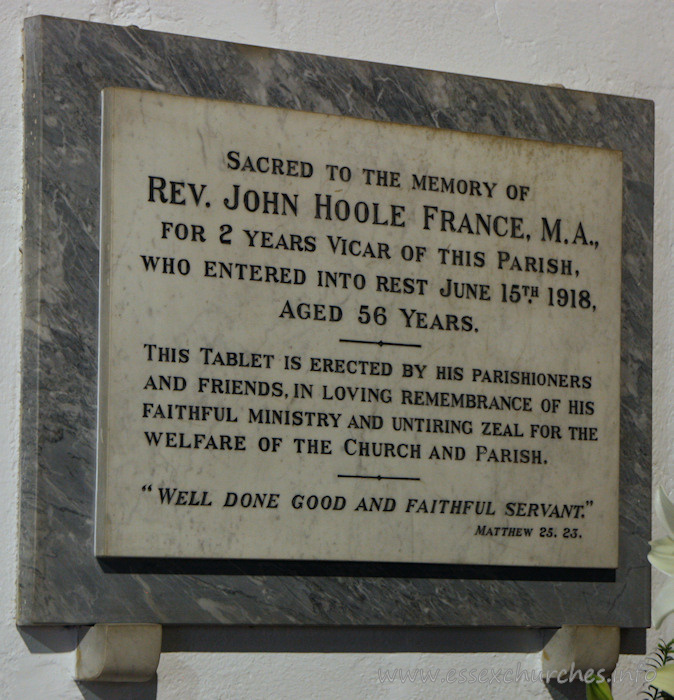 SACRED TO THE MEMORY OF
REV. JOHN HOOLE FRANCE, M.A.,
FOR 2 YEARS VICAR OF THIS PARISH,
WHO ENTERED INTO REST JUNE 15TH 1918,
AGED 56 YEARS.
THIS TABLET IS ERECTED BY HIS PARISHIONERS
AND FRIENDS, IN LOVING REMEMBRANCE OF HIS
FAITHFUL MINISTRY AND UNTIRING ZEAL FOR THE
WELFARE OF THE CHURCH AND PARISH.
"WELL DONE GOOD AND FAITHFUL SERVANT."
MATTHEW 25. 23.
www.essexchurches.info